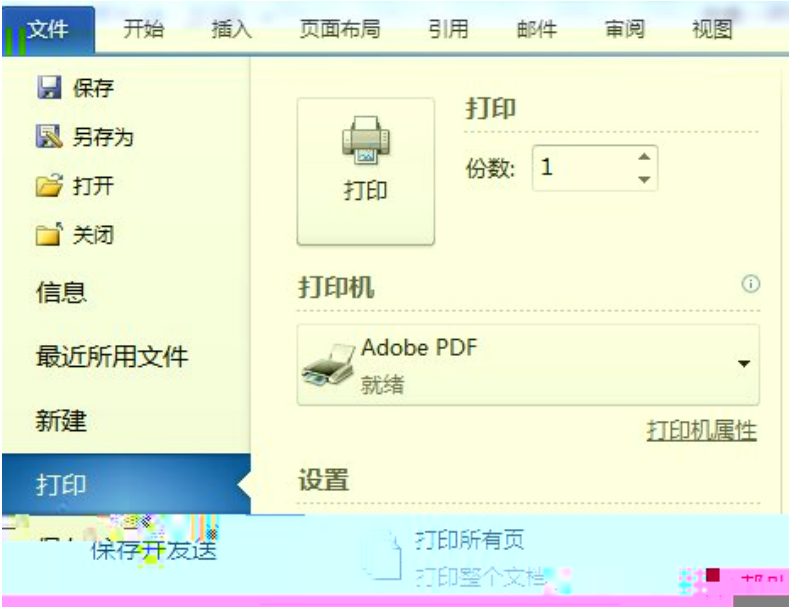 文件 开始 插入 页面布局 引用 邮件 审阅 视图
保存
另存为
打开
关闭
信息
最近所用文件
新建
打印
保存并发送
打印
打印
份数: 1
打印机
Adobe PDF
就绪
打印机属性
设置
打印所有页
打印整个文档